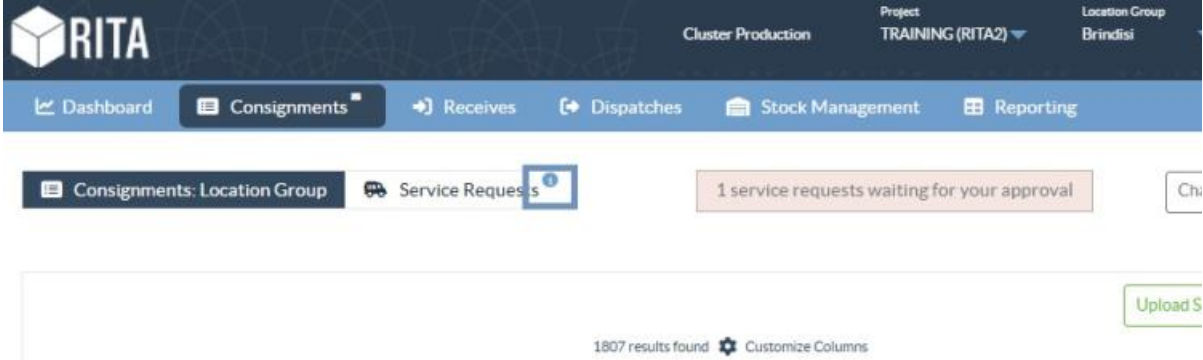 RITA
Project
Location Group
Cluster Production
TRAINING (RITA2)
Brindisi
Dashboard
Consignments
Receives
Dispatches
Stock Management
Reporting
Consignments: Location Group
Service Requests
1
1 service requests waiting for your approval
Upload S
1807 results found
Customize Columns